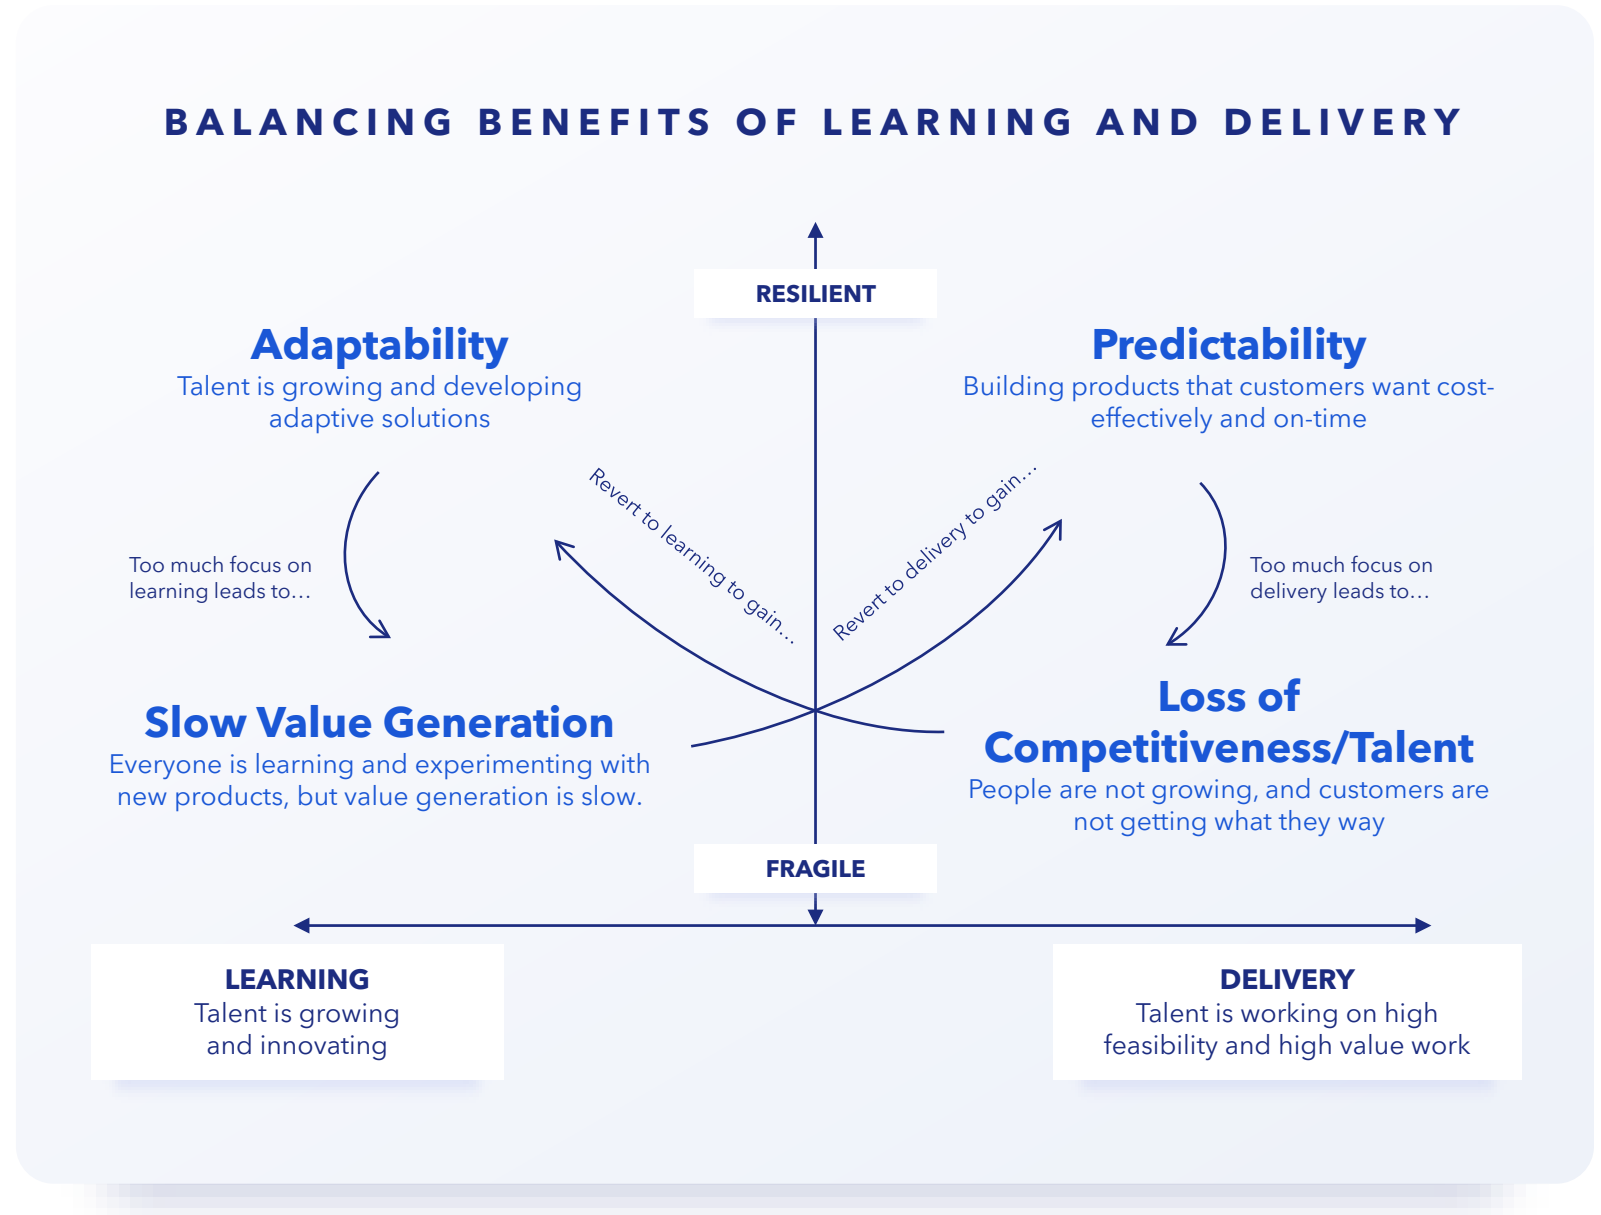 BALANCING BENEFITS OF LEARNING AND DELIVERY
RESILIENT
Adaptability
Talent is growing and developing
adaptive solutions
Predictability
Building products that customers want cost-
effectively and on-time
Too much focus on
learning leads to...
Revert to learning to gain...
Revert to delivery to gain...
Too much focus on
delivery leads to...
Slow Value Generation
Everyone is learning and experimenting with
new products, but value generation is slow.
Loss of
Competitiveness/Talent
People are not growing, and customers are
not getting what they way
FRAGILE
LEARNING
Talent is growing
and innovating
DELIVERY
Talent is working on high
feasibility and high value work